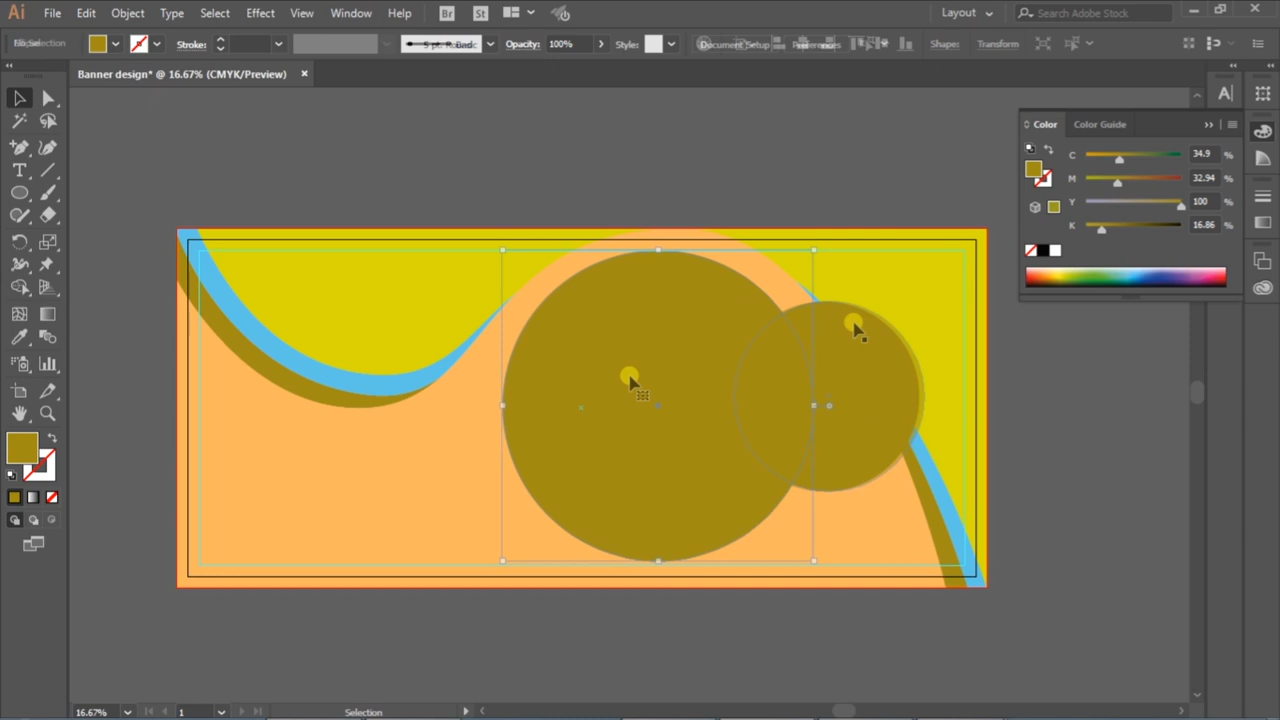 Ai File Edit Object Type Select Effect View Window Help Br St Layout Search Adobe Stock
Stroke: Opacity: 100% Style: Document Setup Preferences Shape: Transform
Banner design* @ 16.67% (CMYK/Preview) ×
A
Color Color Guide
C 34.9 %
M 32.94 %
Y 100 %
K 16.86 %
16.67% 1 Selection